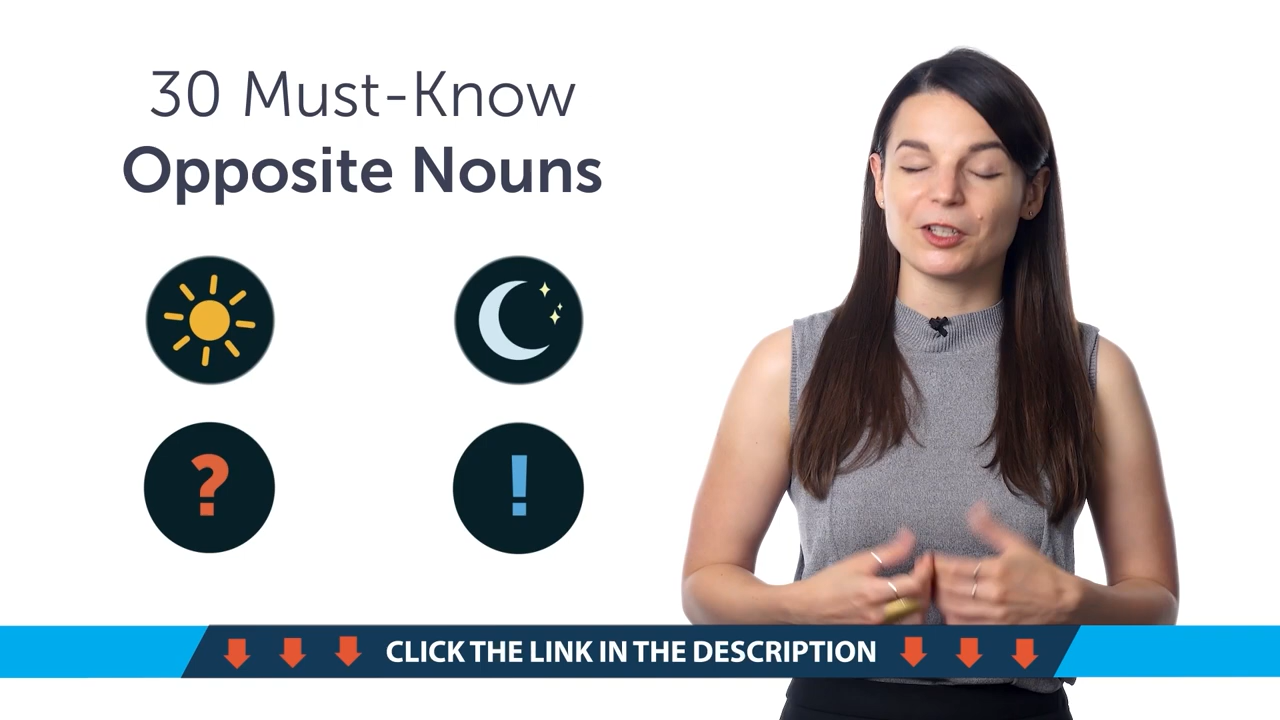 30 Must-Know
Opposite Nouns
?
!
CLICK THE LINK IN THE DESCRIPTION